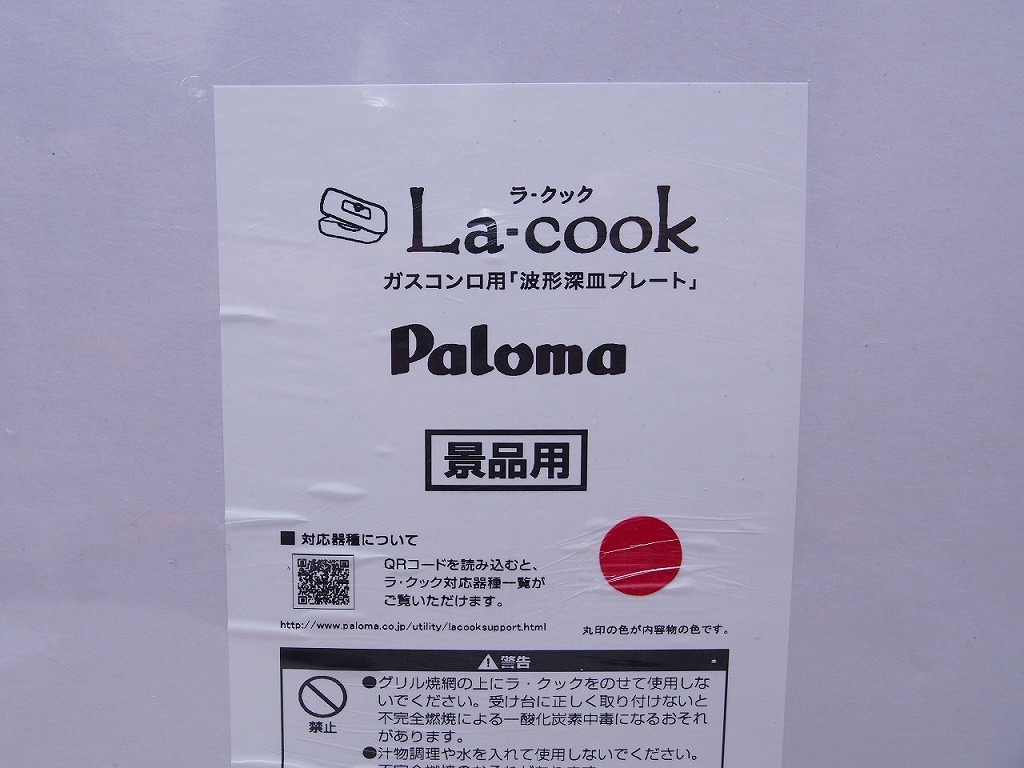 ラ・クック
La-cook
ガスコンロ用「波形深皿プレート」
Paloma
景品用
■ 対応器種について
QRコードを読み込むと、
ラ・クック対応器種一覧が
ご覧いただけます。
http://www.paloma.co.jp/utility/lacooksupport.html
丸印の色が内容物の色です。
警告
禁止
●グリル焼網の上にラ・クックをのせて使用しな
いでください。受け台に正しく取り付けないと
不完全燃焼による一酸化炭素中毒になるおそれ
があります。
●汁物調理や水を入れて使用しないでください。